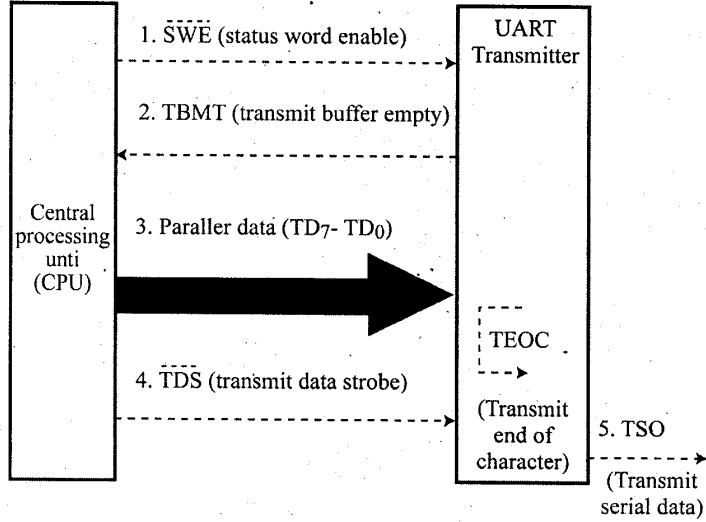 1. SWE (status word enable)
UART
Transmitter
2. TBMT (transmit buffer empty)
Central
processing
unti
(CPU)
3. Paraller data (TD7- TD0)
TEOC
4. TDS (transmit data strobe)
(Transmit
end of
character)
5. TSO
(Transmit
serial data)